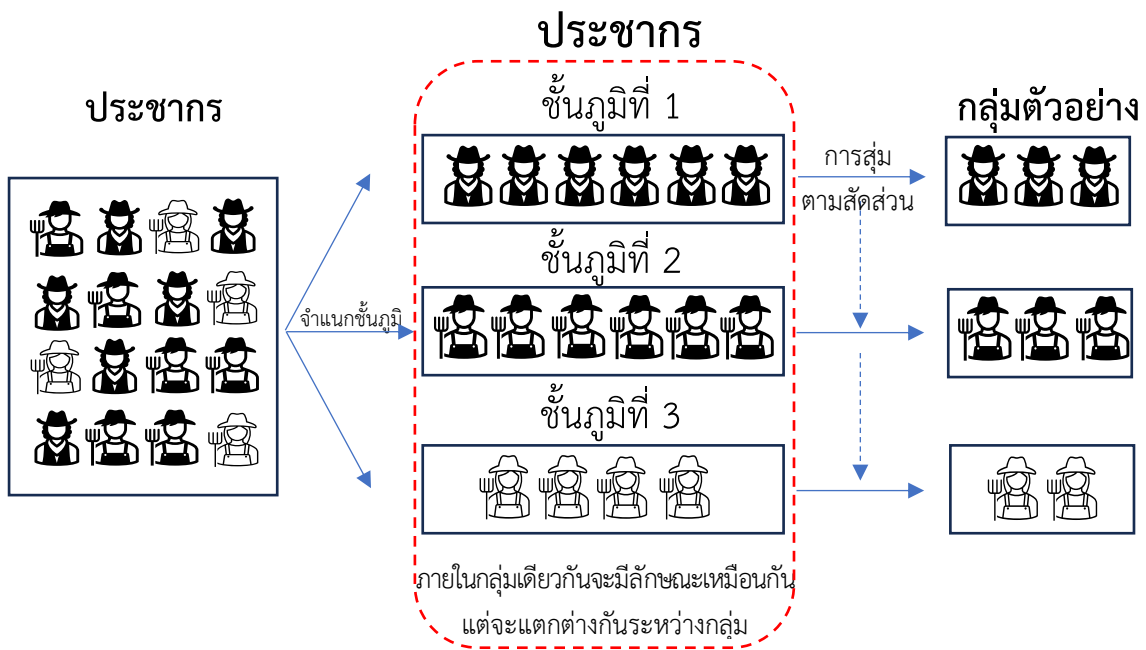 ประชากร
ประชากร
กลุ่มตัวอย่าง
ชั้นภูมิที่ 1
การสุ่ม
ตามสัดส่วน
ชั้นภูมิที่ 2
จำแนกชั้นภูมิ
ชั้นภูมิที่ 3
ภายในกลุ่มเดียวกันจะมีลักษณะเหมือนกัน
แต่จะแตกต่างกันระหว่างกลุ่ม